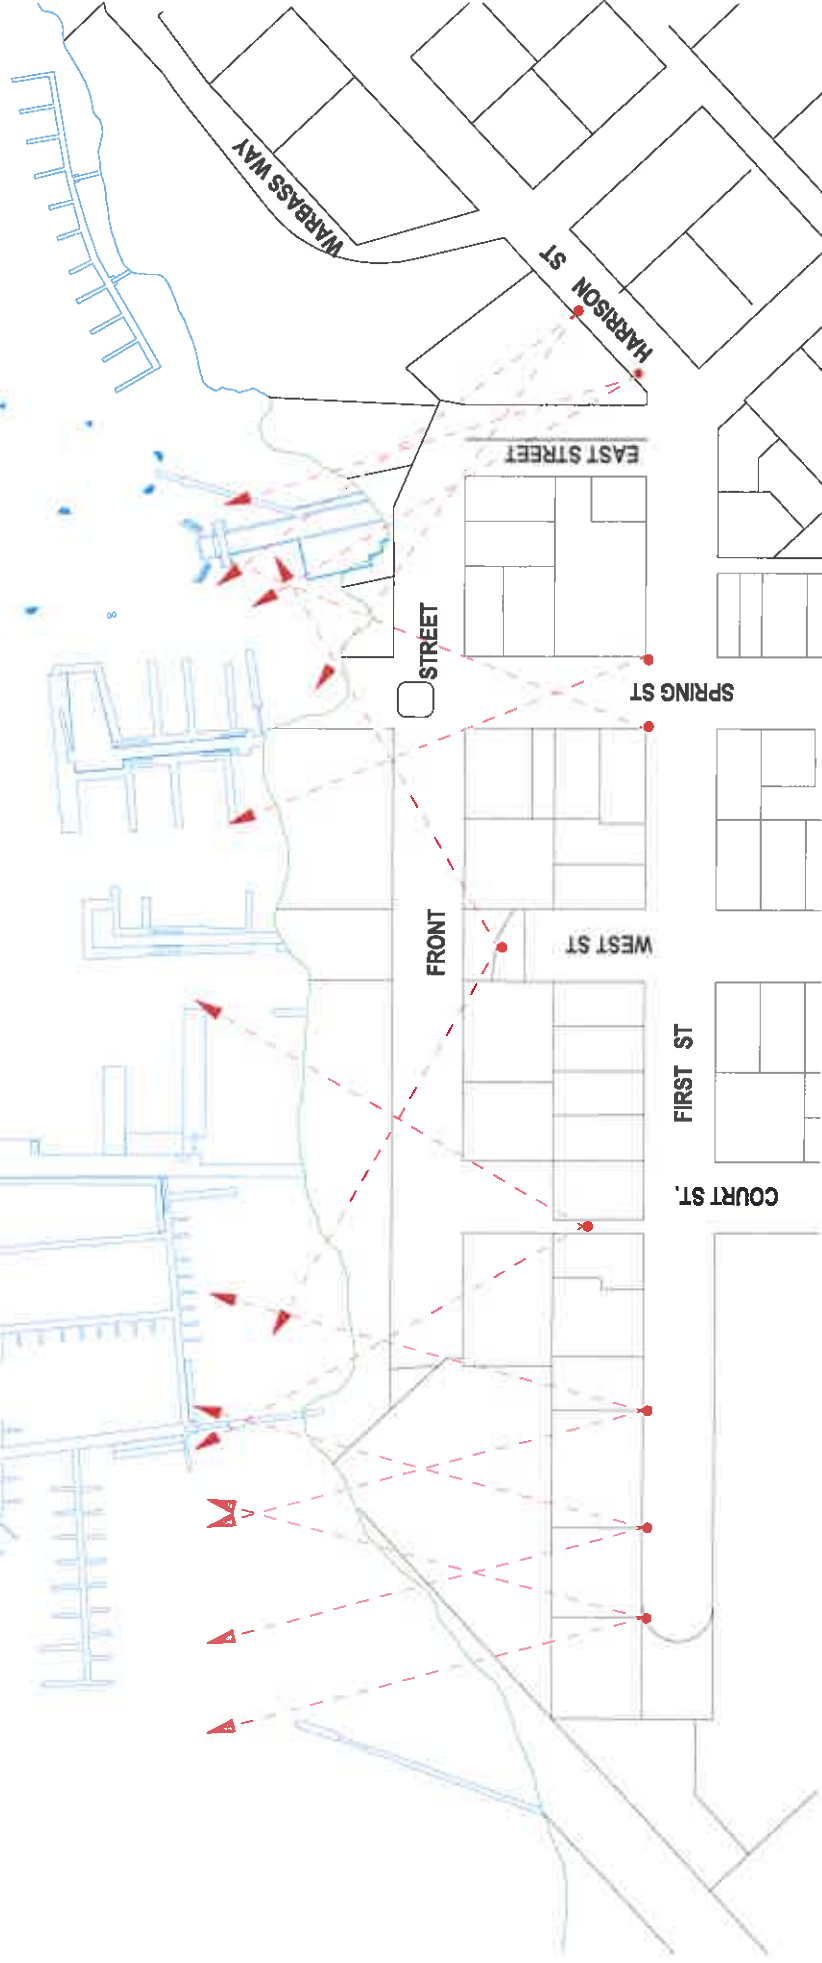 WARBASS WAY
HARRISON ST
EAST STREET
STREET
SPRING ST
FRONT
WEST ST
FIRST ST
COURT ST.